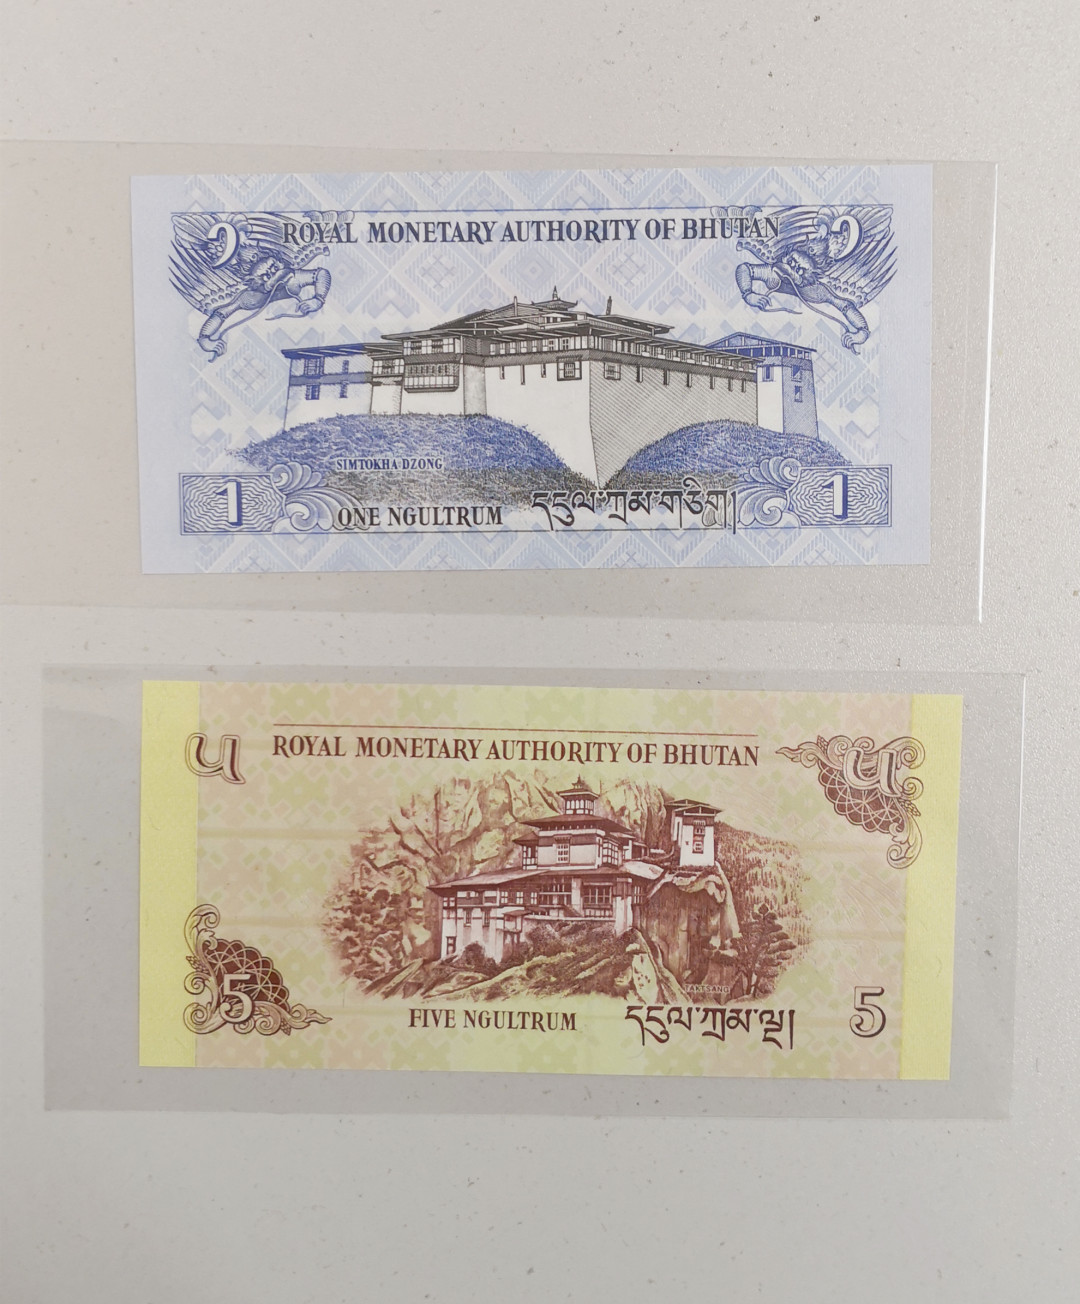 ༡ ROYAL MONETARY AUTHORITY OF BHUTAN ༡
SIMTOKHA DZONG
1 ONE NGULTRUM དངུལ་ཀྲམ་གཅིག། 1
༥ ROYAL MONETARY AUTHORITY OF BHUTAN ༥
TAKTSANG
5 FIVE NGULTRUM དངུལ་ཀྲམ་ལྔ། 5